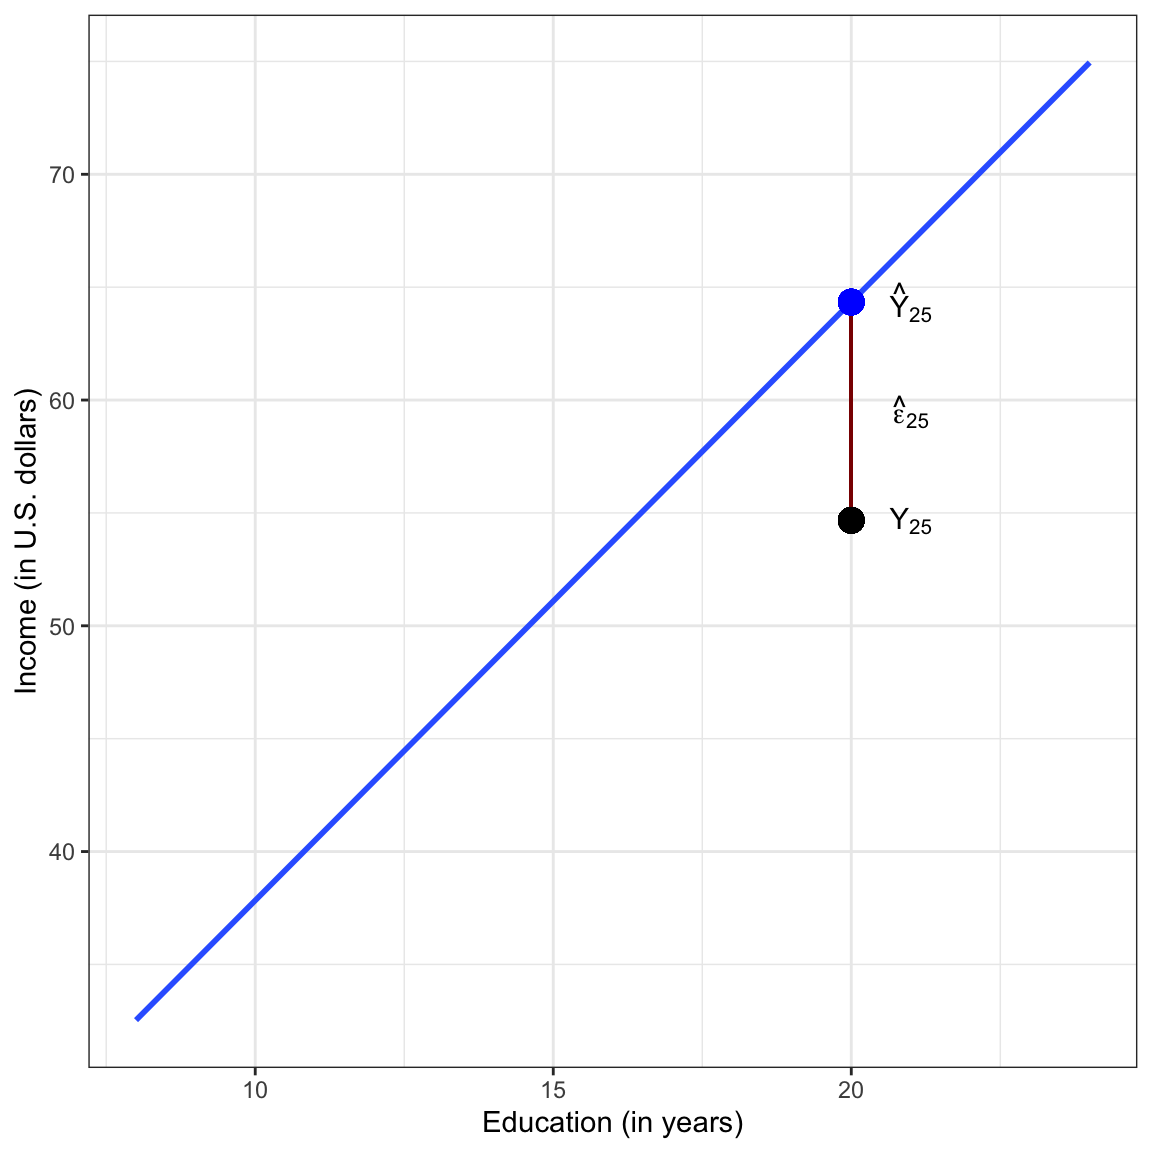 Income (in U.S. dollars)
70
60
50
40
Ŷ₂₅
ε̂₂₅
Y₂₅
10 15 20
Education (in years)